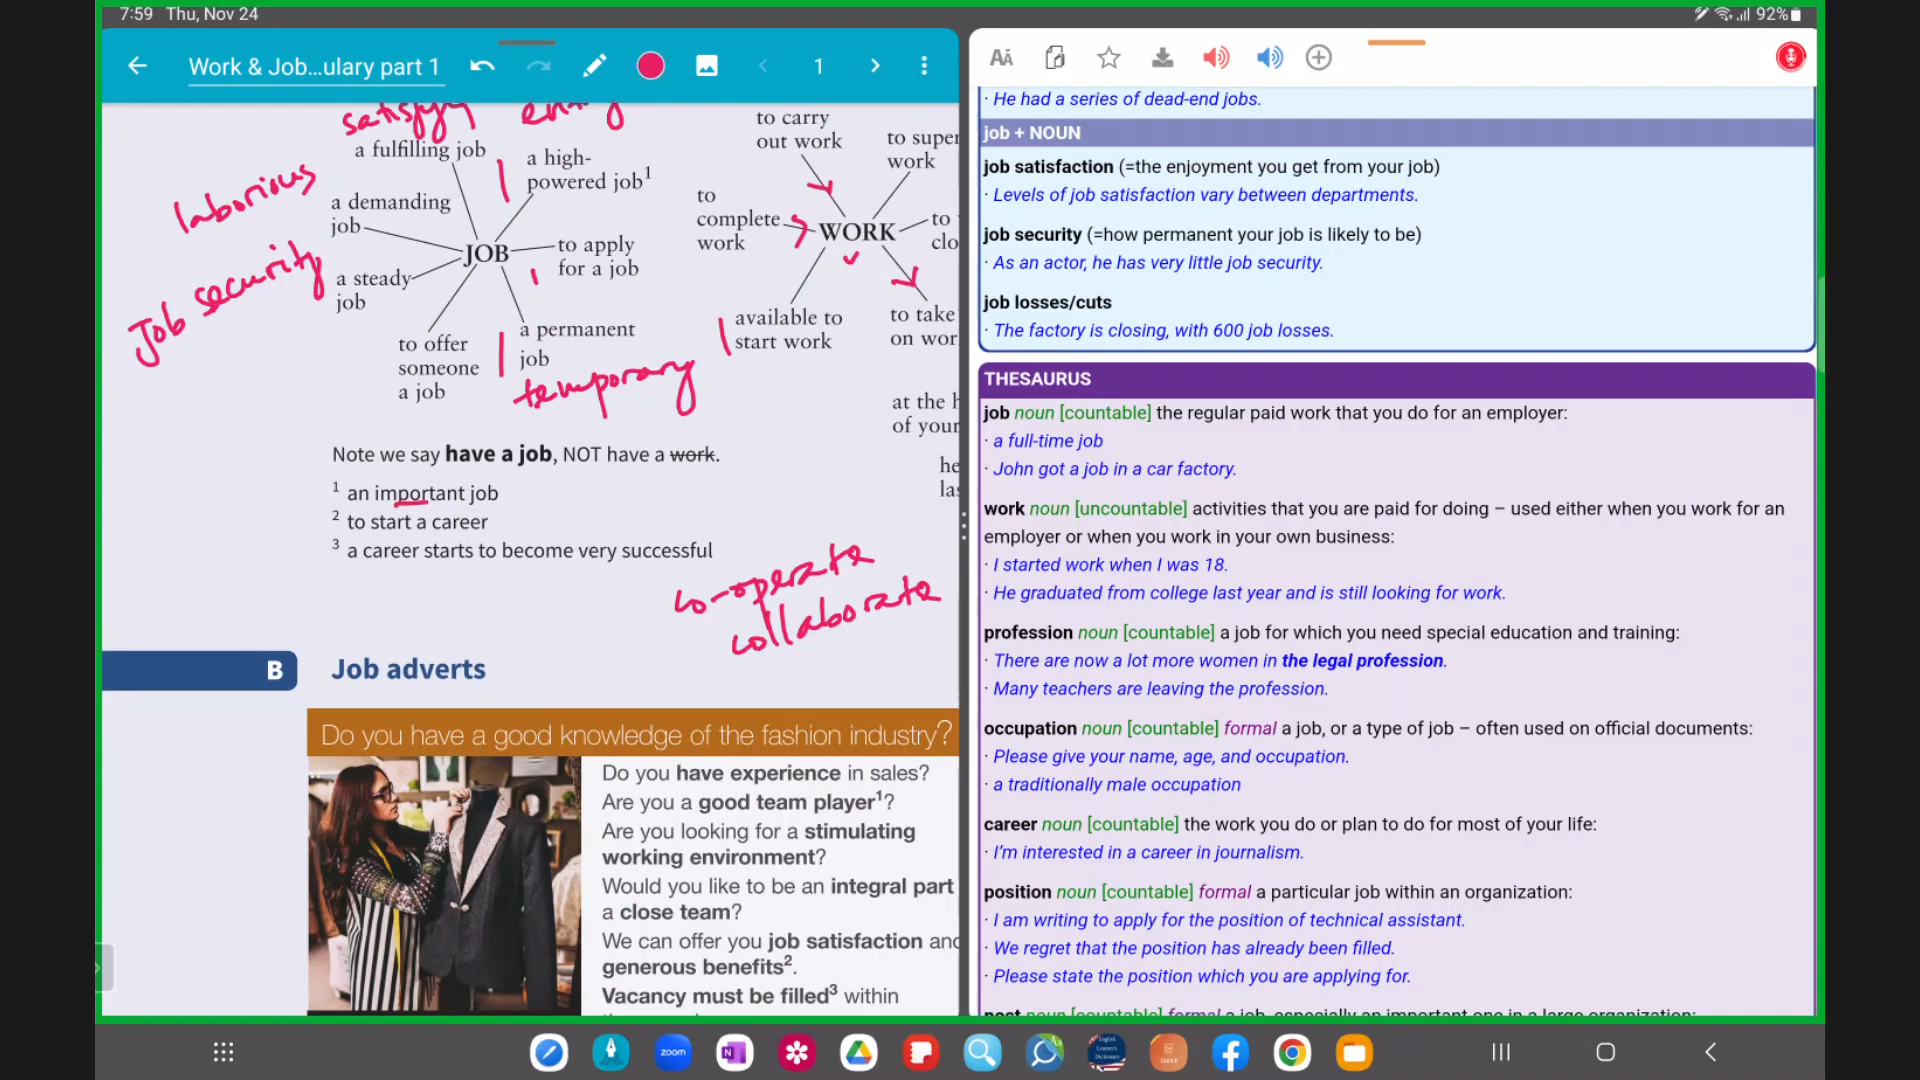 7:59 Thu, Nov 24
92%
Work & Job...ulary part 1
1
satisfy
a fulfilling job
a high-
powered job1
laborious
a demanding
job
JOB
to apply
for a job
Job security
a steady
job
to offer
someone
a job
a permanent
job
temporary
to carry
out work
to super
work
to
complete
work
WORK
to
clo
available to
start work
to take
on wor
at the h
of your
he
las
Note we say have a job, NOT have a work.
1 an important job
2 to start a career
3 a career starts to become very successful
co-operate
collaborate
B Job adverts
Do you have a good knowledge of the fashion industry?
Do you have experience in sales?
Are you a good team player1?
Are you looking for a stimulating
working environment?
Would you like to be an integral part
a close team?
We can offer you job satisfaction and
generous benefits2.
Vacancy must be filled3 within
· He had a series of dead-end jobs.
job + NOUN
job satisfaction (=the enjoyment you get from your job)
· Levels of job satisfaction vary between departments.
job security (=how permanent your job is likely to be)
· As an actor, he has very little job security.
job losses/cuts
· The factory is closing, with 600 job losses.
THESAURUS
job noun [countable] the regular paid work that you do for an employer:
· a full-time job
· John got a job in a car factory.
work noun [uncountable] activities that you are paid for doing – used either when you work for an
employer or when you work in your own business:
· I started work when I was 18.
· He graduated from college last year and is still looking for work.
profession noun [countable] a job for which you need special education and training:
· There are now a lot more women in the legal profession.
· Many teachers are leaving the profession.
occupation noun [countable] formal a job, or a type of job – often used on official documents:
· Please give your name, age, and occupation.
· a traditionally male occupation
career noun [countable] the work you do or plan to do for most of your life:
· I'm interested in a career in journalism.
position noun [countable] formal a particular job within an organization:
· I am writing to apply for the position of technical assistant.
· We regret that the position has already been filled.
· Please state the position which you are applying for.
post noun [countable] formal a job, especially an important one in a large organization:
zoom